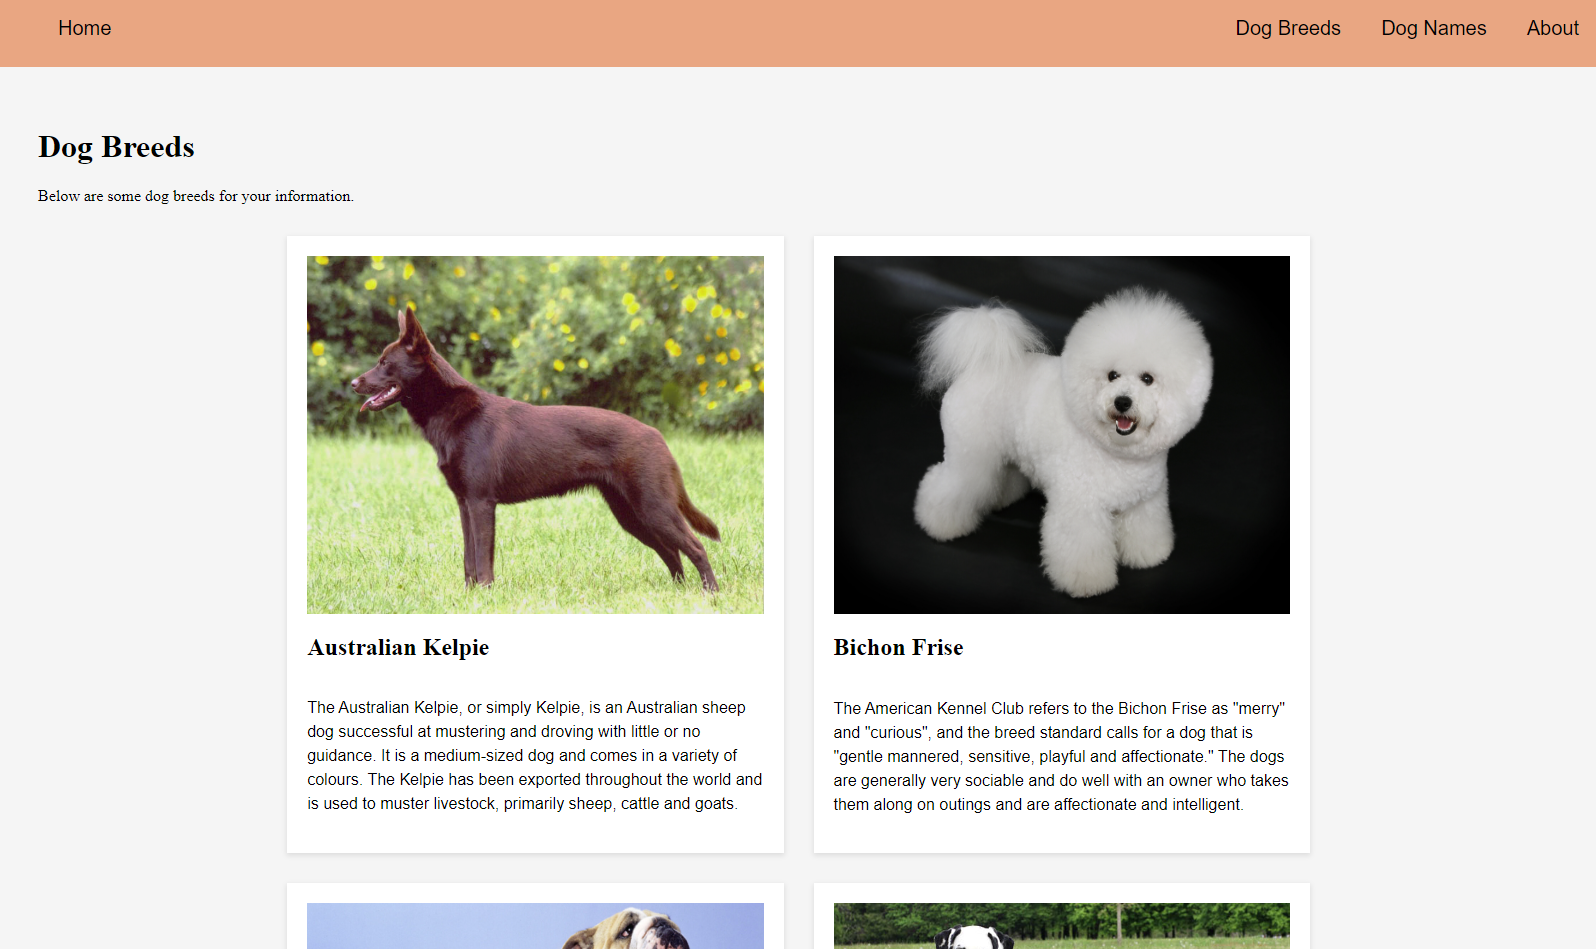 Home
Dog Breeds
Dog Names
About
Dog Breeds
Below are some dog breeds for your information.
Australian Kelpie
The Australian Kelpie, or simply Kelpie, is an Australian sheep
dog successful at mustering and droving with little or no
guidance. It is a medium-sized dog and comes in a variety of
colours. The Kelpie has been exported throughout the world and
is used to muster livestock, primarily sheep, cattle and goats.
Bichon Frise
The American Kennel Club refers to the Bichon Frise as "merry"
and "curious", and the breed standard calls for a dog that is
"gentle mannered, sensitive, playful and affectionate." The dogs
are generally very sociable and do well with an owner who takes
them along on outings and are affectionate and intelligent.